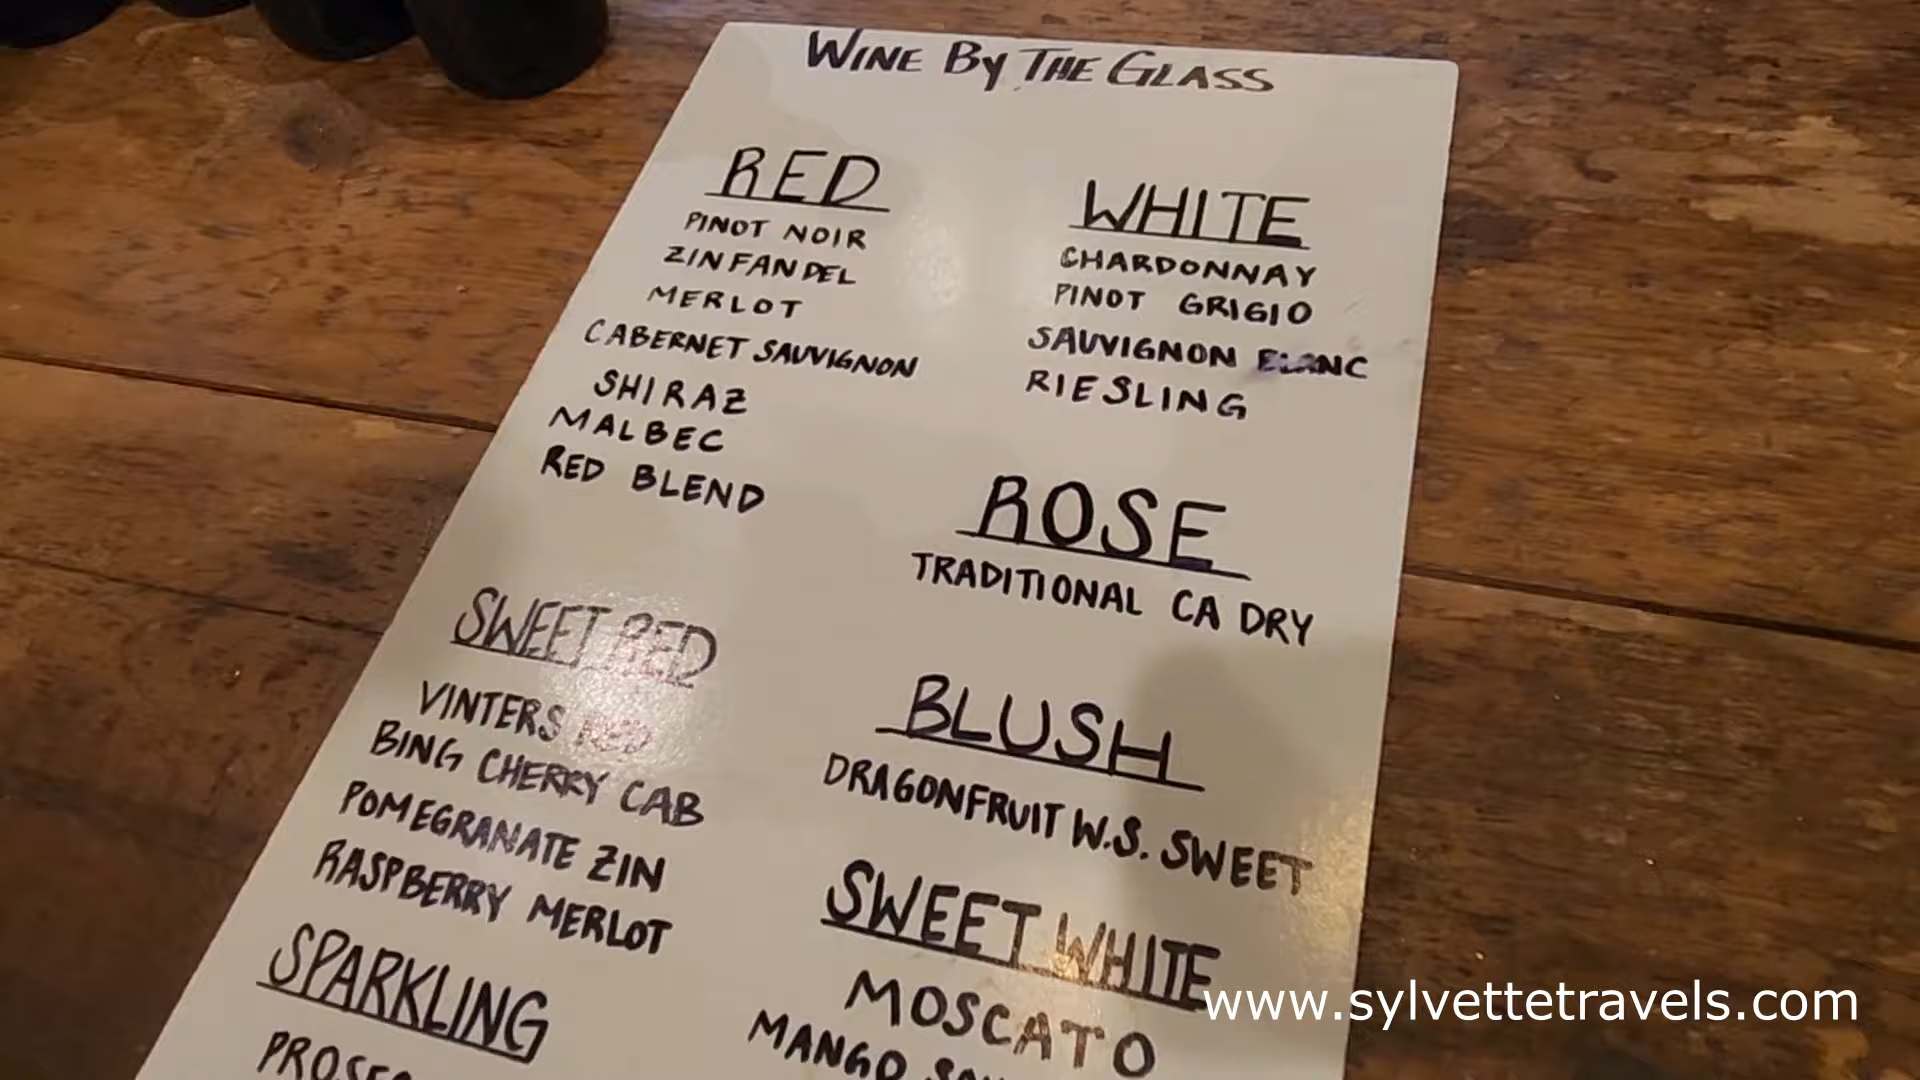 WINE BY THE GLASS
RED
PINOT NOIR
ZINFANDEL
MERLOT
CABERNET SAUVIGNON
SHIRAZ
MALBEC
RED BLEND
SWEET RED
VINTERS RED
BING CHERRY CAB
POMEGRANATE ZIN
RASPBERRY MERLOT
SPARKLING
WHITE
CHARDONNAY
PINOT GRIGIO
SAUVIGNON BLANC
RIESLING
ROSE
TRADITIONAL CA DRY
BLUSH
DRAGONFRUIT W.S. SWEET
SWEET WHITE
MOSCATO
MANGO
www.sylvettetravels.com